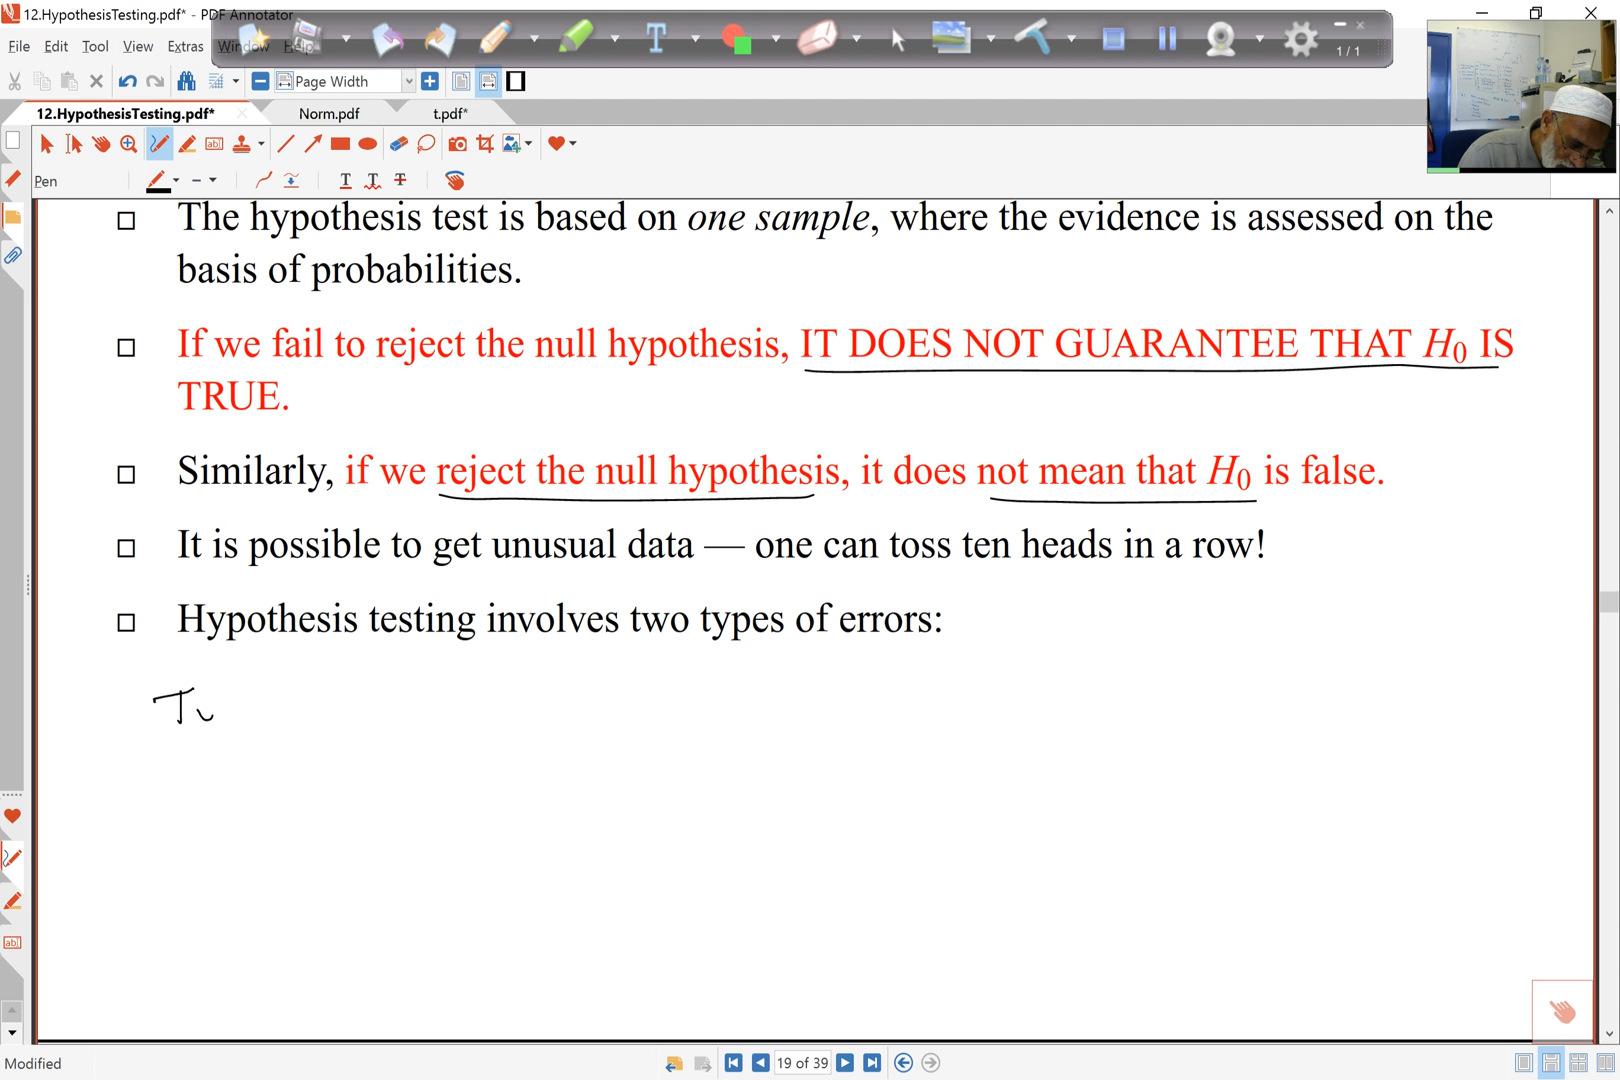 12.HypothesisTesting.pdf* - PDF Annotator
File Edit Tool View Extras Window Help
1 / 1
Page Width
12.HypothesisTesting.pdf* Norm.pdf t.pdf*
Pen
□ The hypothesis test is based on one sample, where the evidence is assessed on the
basis of probabilities.
□ If we fail to reject the null hypothesis, IT DOES NOT GUARANTEE THAT H₀ IS
TRUE.
□ Similarly, if we reject the null hypothesis, it does not mean that H₀ is false.
□ It is possible to get unusual data — one can toss ten heads in a row!
□ Hypothesis testing involves two types of errors:
Modified
19 of 39